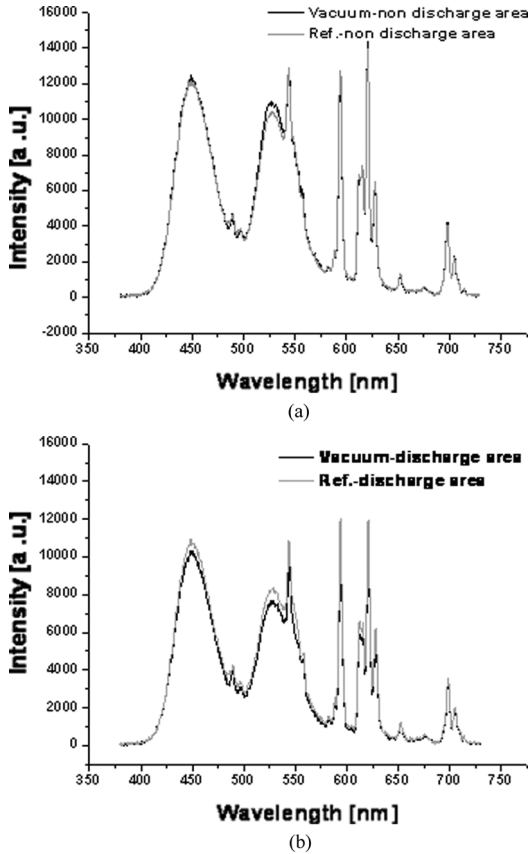 16000
14000
12000
10000
8000
6000
4000
2000
0
-2000
Intensity [a .u.]
Vacuum-non discharge area
Ref.-non discharge area
350 400 450 500 550 600 650 700 750
Wavelength [nm]
(a)
16000
14000
12000
10000
8000
6000
4000
2000
0
Intensity [a .u.]
Vacuum-discharge area
Ref.-discharge area
350 400 450 500 550 600 650 700 750
Wavelength [nm]
(b)